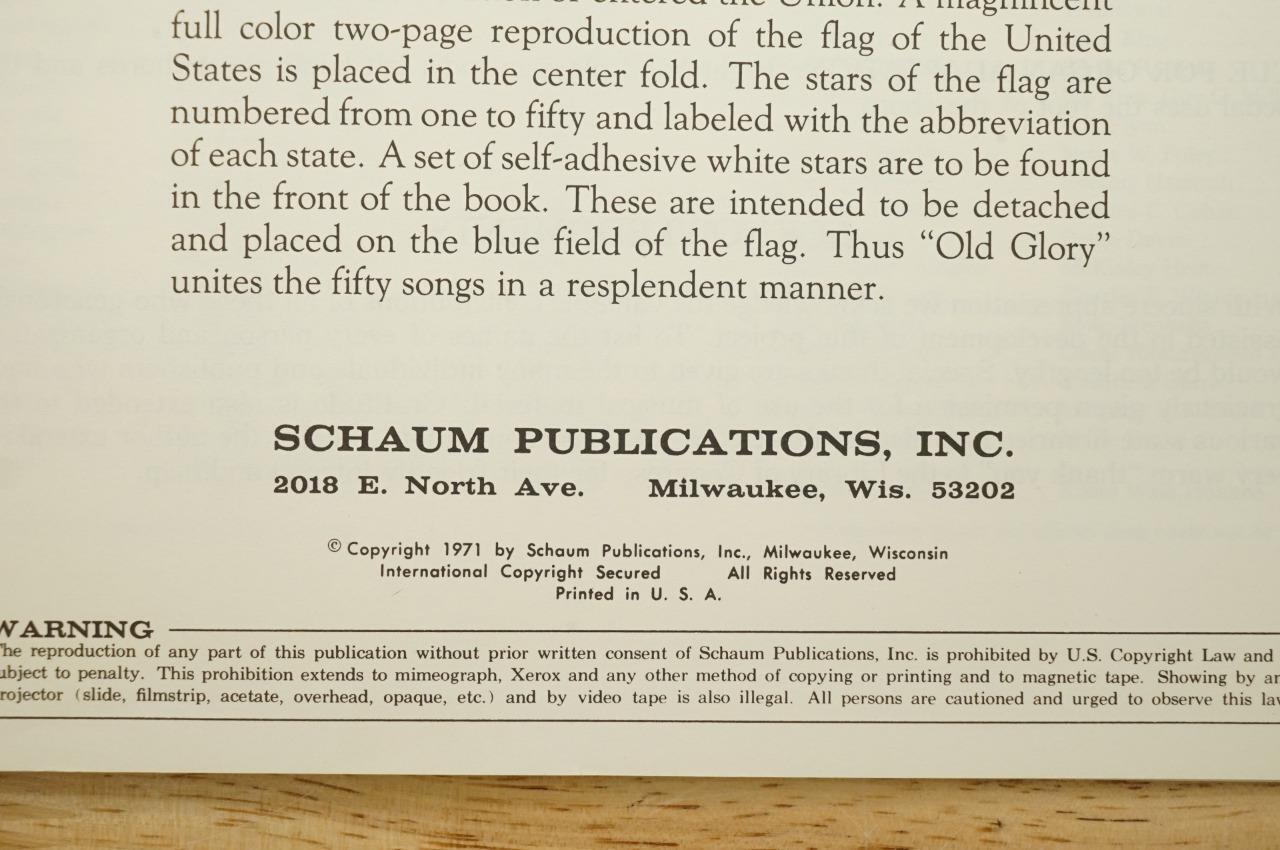 entered the Union. A magnificent
full color two-page reproduction of the flag of the United
States is placed in the center fold. The stars of the flag are
numbered from one to fifty and labeled with the abbreviation
of each state. A set of self-adhesive white stars are to be found
in the front of the book. These are intended to be detached
and placed on the blue field of the flag. Thus “Old Glory”
unites the fifty songs in a resplendent manner.
SCHAUM PUBLICATIONS, INC.
2018 E. North Ave. Milwaukee, Wis. 53202
© Copyright 1971 by Schaum Publications, Inc., Milwaukee, Wisconsin
International Copyright Secured All Rights Reserved
Printed in U. S. A.
WARNING
The reproduction of any part of this publication without prior written consent of Schaum Publications, Inc. is prohibited by U.S. Copyright Law and
ubject to penalty. This prohibition extends to mimeograph, Xerox and any other method of copying or printing and to magnetic tape. Showing by an
rojector (slide, filmstrip, acetate, overhead, opaque, etc.) and by video tape is also illegal. All persons are cautioned and urged to observe this law